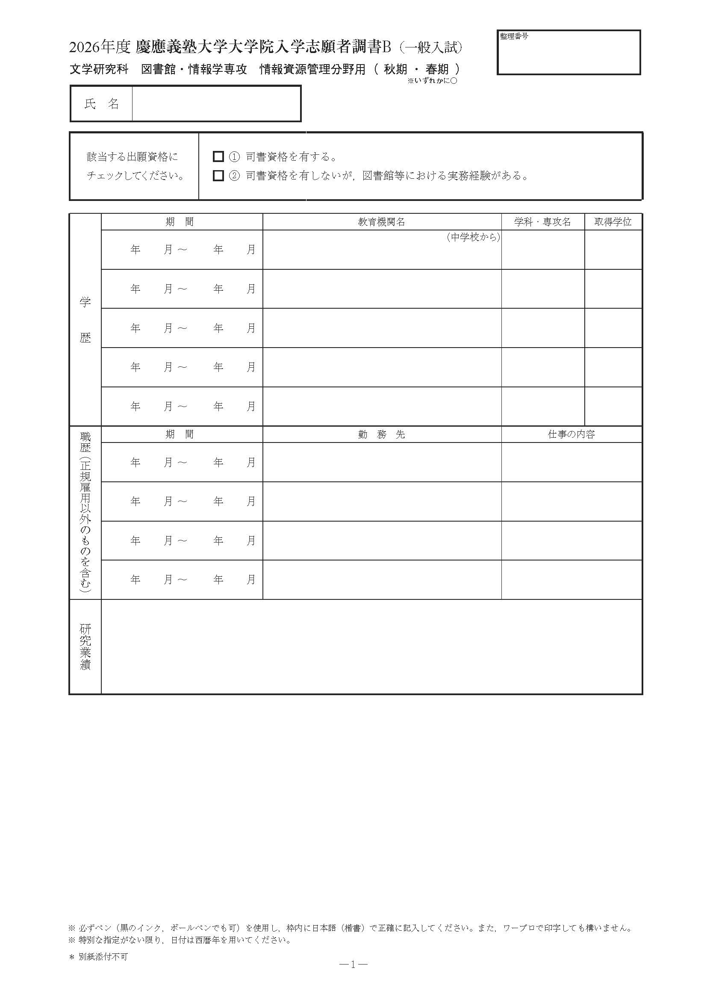 整理番号
2026年度 慶應義塾大学大学院入学志願者調書B（一般入試）
文学研究科　図書館・情報学専攻　情報資源管理分野用（ 秋期 ・ 春期 ）
※いずれかに○
氏　名
該当する出願資格に
チェックしてください。
□ ① 司書資格を有する。
□ ② 司書資格を有しないが，図書館等における実務経験がある。
学歴
期　間　教育機関名　学科・専攻名　取得学位
（中学校から）
年　月～　年　月
年　月～　年　月
年　月～　年　月
年　月～　年　月
年　月～　年　月
職歴（正規雇用以外のものを含む）
期　間　勤　務　先　仕事の内容
年　月～　年　月
年　月～　年　月
年　月～　年　月
年　月～　年　月
研究業績
※ 必ずペン（黒のインク，ボールペンでも可）を使用し，枠内に日本語（楷書）で正確に記入してください。また，ワープロで印字しても構いません。
※ 特別な指定がない限り，日付は西暦年を用いてください。
＊ 別紙添付不可
―1―